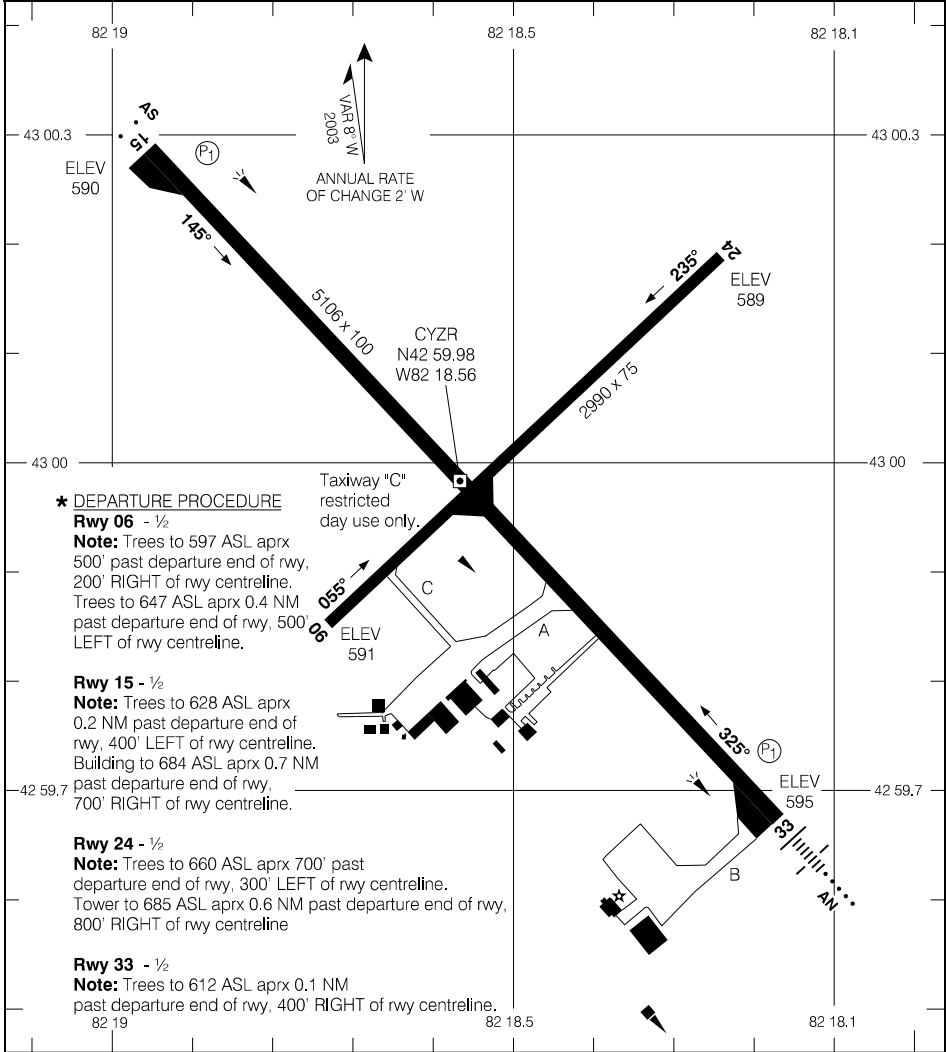 82 19
82 18.5
82 18.1
AS
15
P1
43 00.3
43 00.3
VAR 8° W
2003
ANNUAL RATE
OF CHANGE 2' W
ELEV
590
145°
24
235°
ELEV
589
5106 x 100
CYZR
N42 59.98
W82 18.56
2990 x 75
43 00
43 00
Taxiway "C"
restricted
day use only.
* DEPARTURE PROCEDURE
Rwy 06 - ½
Note: Trees to 597 ASL aprx
500' past departure end of rwy,
200' RIGHT of rwy centreline.
Trees to 647 ASL aprx 0.4 NM
past departure end of rwy, 500'
LEFT of rwy centreline.
055°
06
ELEV
591
C
A
Rwy 15 - ½
Note: Trees to 628 ASL aprx
0.2 NM past departure end of
rwy, 400' LEFT of rwy centreline.
Building to 684 ASL aprx 0.7 NM
past departure end of rwy,
700' RIGHT of rwy centreline.
325°
P1
ELEV
595
42 59.7
42 59.7
33
B
AN
Rwy 24 - ½
Note: Trees to 660 ASL aprx 700' past
departure end of rwy, 300' LEFT of rwy centreline.
Tower to 685 ASL aprx 0.6 NM past departure end of rwy,
800' RIGHT of rwy centreline
Rwy 33 - ½
Note: Trees to 612 ASL aprx 0.1 NM
past departure end of rwy, 400' RIGHT of rwy centreline.
82 19
82 18.5
82 18.1